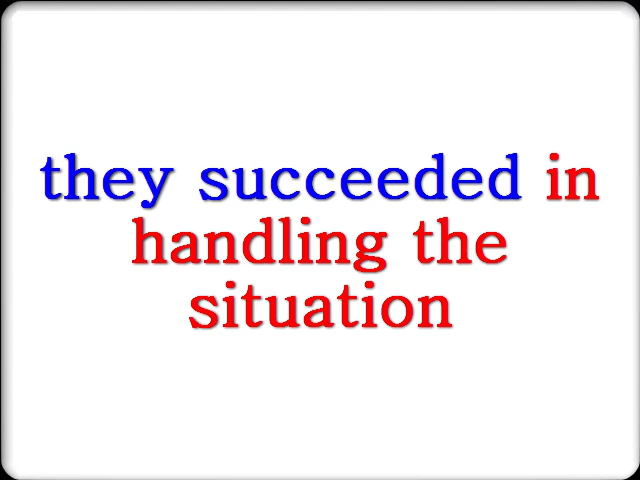 they succeeded in
handling the
situation